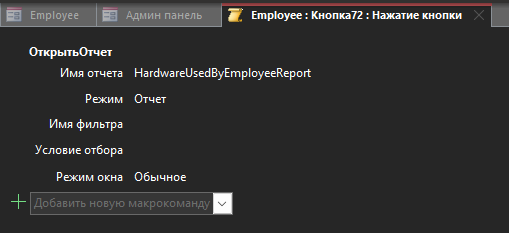 Employee Админ панель Employee : Кнопка72 : Нажатие кнопки
ОткрытьОтчет
Имя отчета HardwareUsedByEmployeeReport
Режим Отчет
Имя фильтра
Условие отбора
Режим окна Обычное
Добавить новую макрокоманду